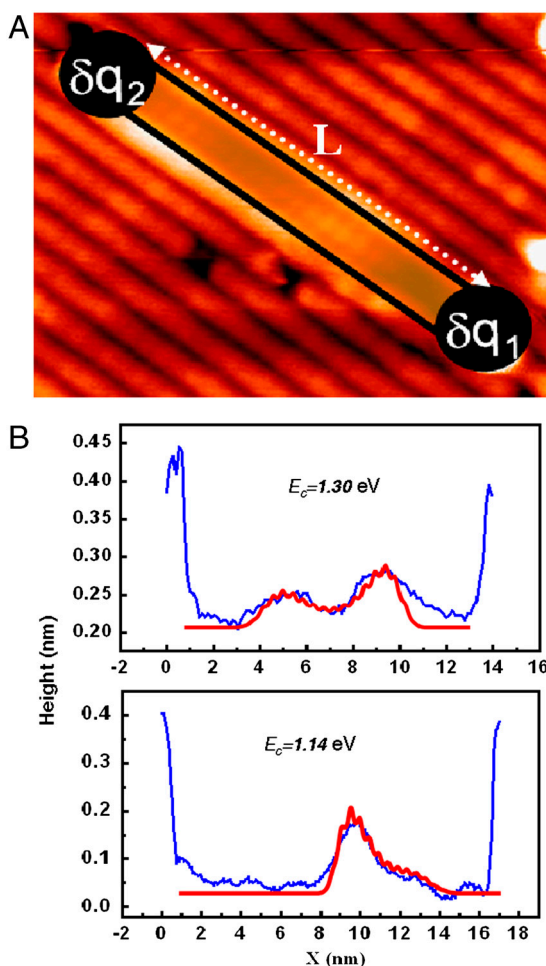 A
δq2
L
δq1
B
0.45
0.40
0.35
0.30
0.25
0.20
Ec=1.30 eV
-2 0 2 4 6 8 10 12 14 16
Height (nm)
0.4
0.3
0.2
0.1
0.0
Ec=1.14 eV
-2 0 2 4 6 8 10 12 14 16 18
X (nm)